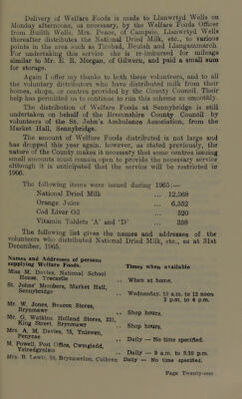 Delivery of Welfare Foods is made to Llanwrtyd Wells on
Monday afternoons, as necessary, by the Welfare Foods Officer
from Builth Wells. Mrs. Peace, of Campoin, Llanwrtyd Wells
thereafter distributes the National Dried Milk, etc., to various
points in the area such as Tirabad, Beulah and Llangammarch.
For undertaking this service she is re-imbursed for mileage
similar to Mr. E. R. Morgan, of Gilwern, and paid a small sum
for storage.
Again I offer my thanks to both these volunteers, and to all
the voluntary distributors who have distributed milk from their
homes, shops, or centres provided by the County Council. Their
help has permitted us to continue to run this scheme so smoothly.
The distribution of Welfare Foods at Sennybridge is still
undertaken on behalf of the Breconshire County Council by
volunteers of the St. John's Ambulance Association, from the
Market Hall, Sennybridge.
The amount of Welfare Foods distributed is not large and
has dropped this year again, however, as stated previously, the
nature of the County makes it necessary that some centres issuing
small amounts must remain open to provide the necessary service
although it is anticipated that the service will be restricted in
1966.
The following items were issued during 1965:—
National Dried Milk ... 12,568
Orange Juice ... 6,352
Cod Liver Oil ... 520
Vitamin Tablets 'A' and 'D' ... 358
The following list gives the names and addresses of the
volunteers who distributed National Dried Milk, etc., as at 31st
December, 1965.
Names and Addresses of persons
supplying Welfare Foods. Times when available
Miss M. Davies, National School
House, Trecastle ... When at home.
St. Johns' Members, Market Hall,
Sennybridge ... Wednesday, 10 a.m. to 12 noon
2 p.m. to 4 p.m.
Mr. W. Jones, Beacon Stores,
Brynmawr ... Shop hours.
Mr. G. Watkins, Holland Stores, 231,
King Street, Brynmawr ... Shop hours.
Mrs. A. M. Davies, 15, Yniswen,
Penycae ... Daily — No time specified.
M. Powell, Post Office, Cwmgiedd,
Ystradgynlais ... Daily — 9 a.m. to 5.30 p.m.
Mrs. B. Lewis, Brynmeurion, Coelbren Daily — No time specified.
Page Twenty-one